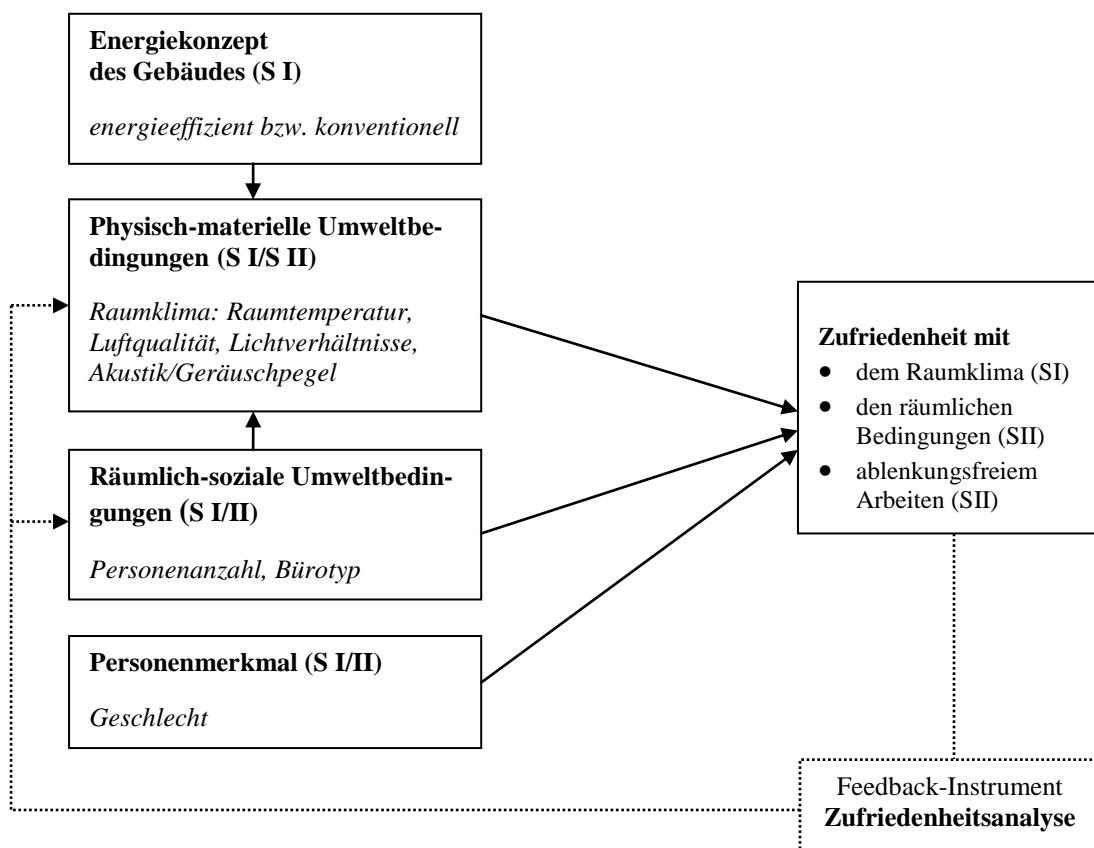 Energiekonzept
des Gebäudes (S I)
energieeffizient bzw. konventionell
Physisch-materielle Umweltbe-
dingungen (S I/S II)
Raumklima: Raumtemperatur,
Luftqualität, Lichtverhältnisse,
Akustik/Geräuschpegel
Räumlich-soziale Umweltbedin-
gungen (S I/II)
Personenanzahl, Bürotyp
Personenmerkmal (S I/II)
Geschlecht
Zufriedenheit mit
● dem Raumklima (SI)
● den räumlichen
Bedingungen (SII)
● ablenkungsfreiem
Arbeiten (SII)
Feedback-Instrument
Zufriedenheitsanalyse